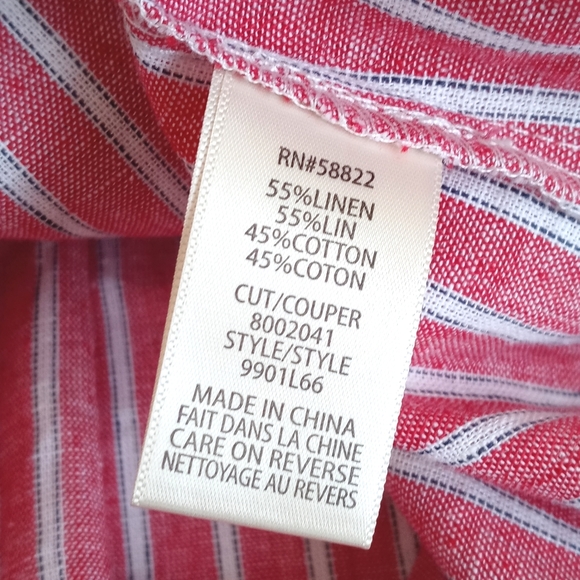 RN#58822
55%LINEN
55%LIN
45%COTTON
45%COTON
CUT/COUPER
8002041
STYLE/STYLE
9901L66
MADE IN CHINA
FAIT DANS LA CHINE
CARE ON REVERSE
NETTOYAGE AU REVERS